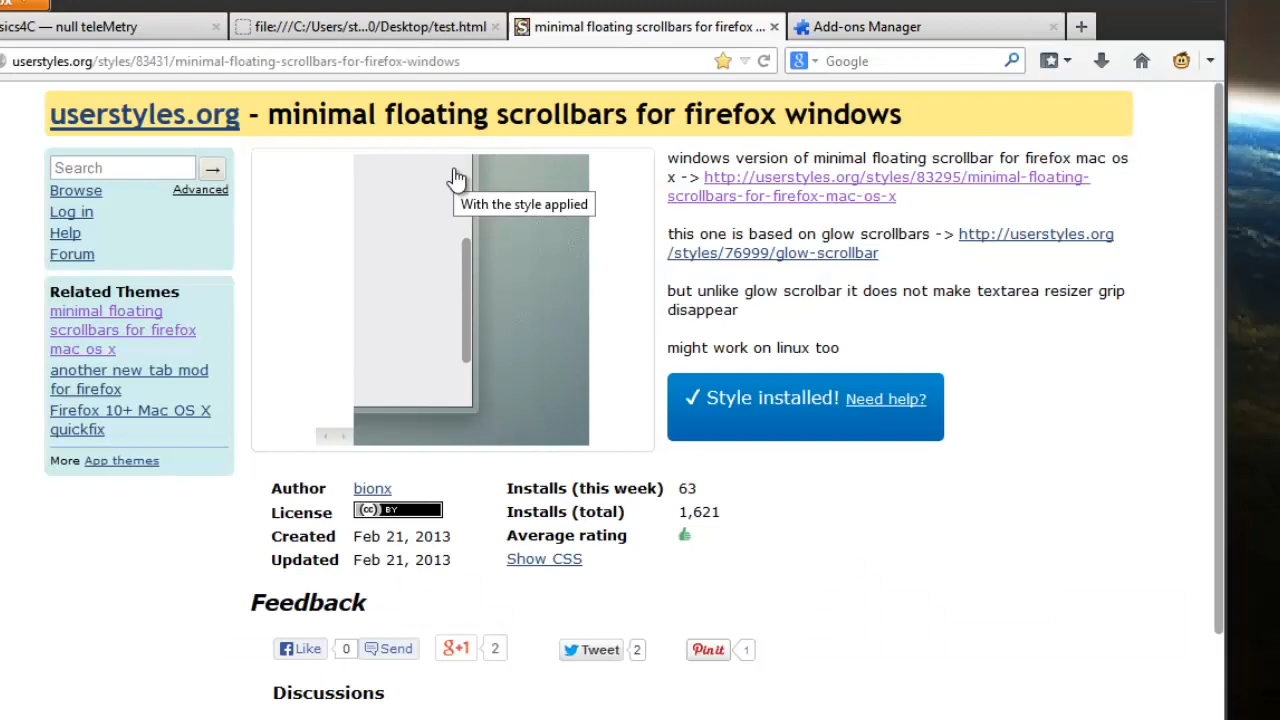 sics4C — null teleMetry
file:///C:/Users/st...0/Desktop/test.html
minimal floating scrollbars for firefox ...
Add-ons Manager
userstyles.org/styles/83431/minimal-floating-scrollbars-for-firefox-windows
Google
userstyles.org - minimal floating scrollbars for firefox windows
Search
Browse
Advanced
Log in
Help
Forum
Related Themes
minimal floating
scrollbars for firefox
mac os x
another new tab mod
for firefox
Firefox 10+ Mac OS X
quickfix
More App themes
With the style applied
windows version of minimal floating scrollbar for firefox mac os
x -> http://userstyles.org/styles/83295/minimal-floating-
scrollbars-for-firefox-mac-os-x
this one is based on glow scrollbars -> http://userstyles.org
/styles/76999/glow-scrollbar
but unlike glow scrolbar it does not make textarea resizer grip
disappear
might work on linux too
✓ Style installed! Need help?
Author bionx
License (cc) BY
Created Feb 21, 2013
Updated Feb 21, 2013
Installs (this week) 63
Installs (total) 1,621
Average rating
Show CSS
Feedback
Like 0 Send
g+1 2
Tweet 2
Pinit 1
Discussions